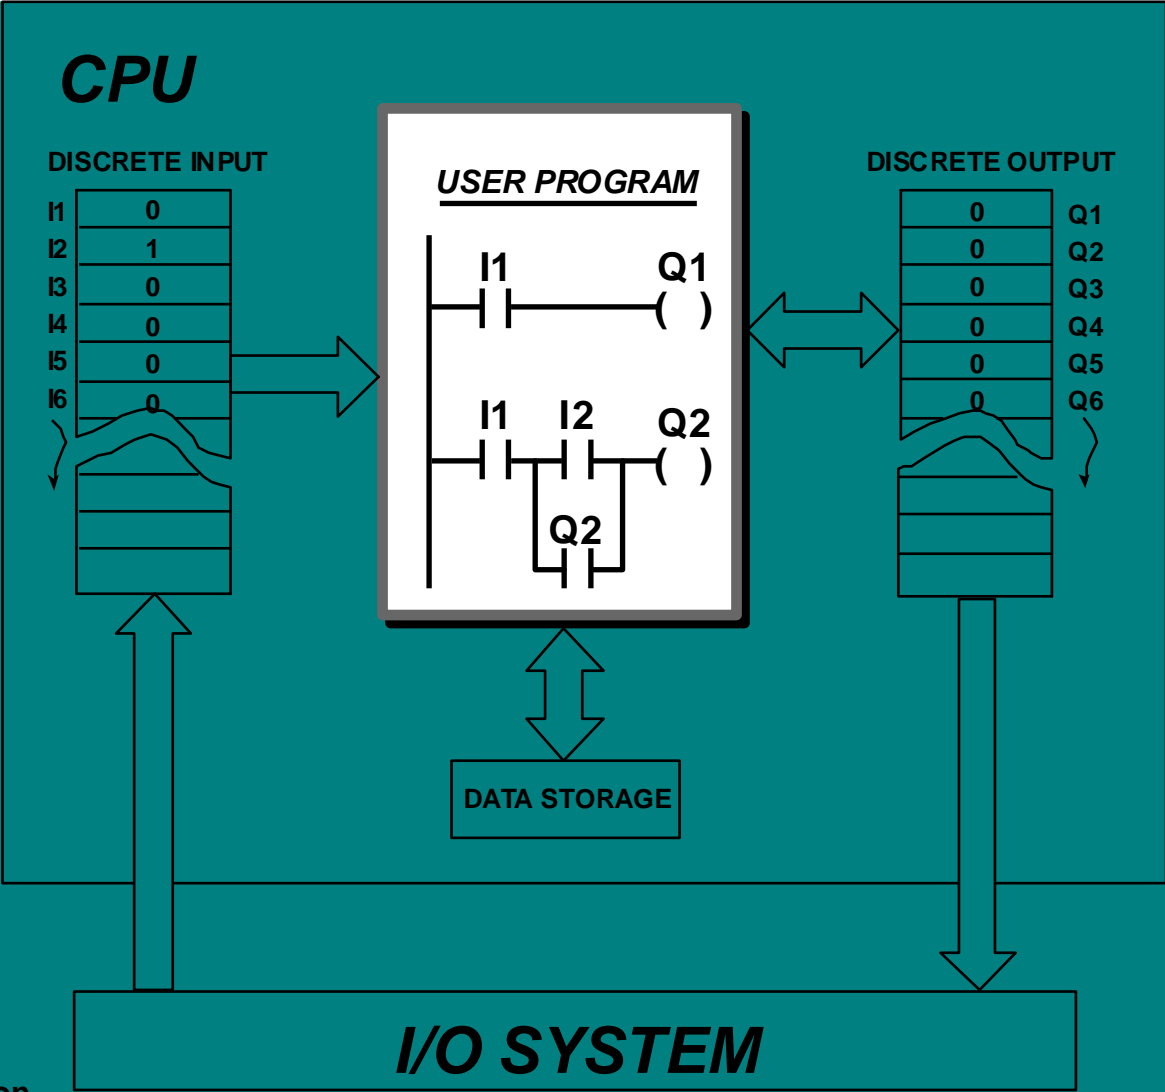 CPU
DISCRETE INPUT
I1 0
I2 1
I3 0
I4 0
I5 0
I6 0
USER PROGRAM
I1 Q1
( )
I1 I2 Q2
( )
Q2
DISCRETE OUTPUT
0 Q1
0 Q2
0 Q3
0 Q4
0 Q5
0 Q6
DATA STORAGE
I/O SYSTEM